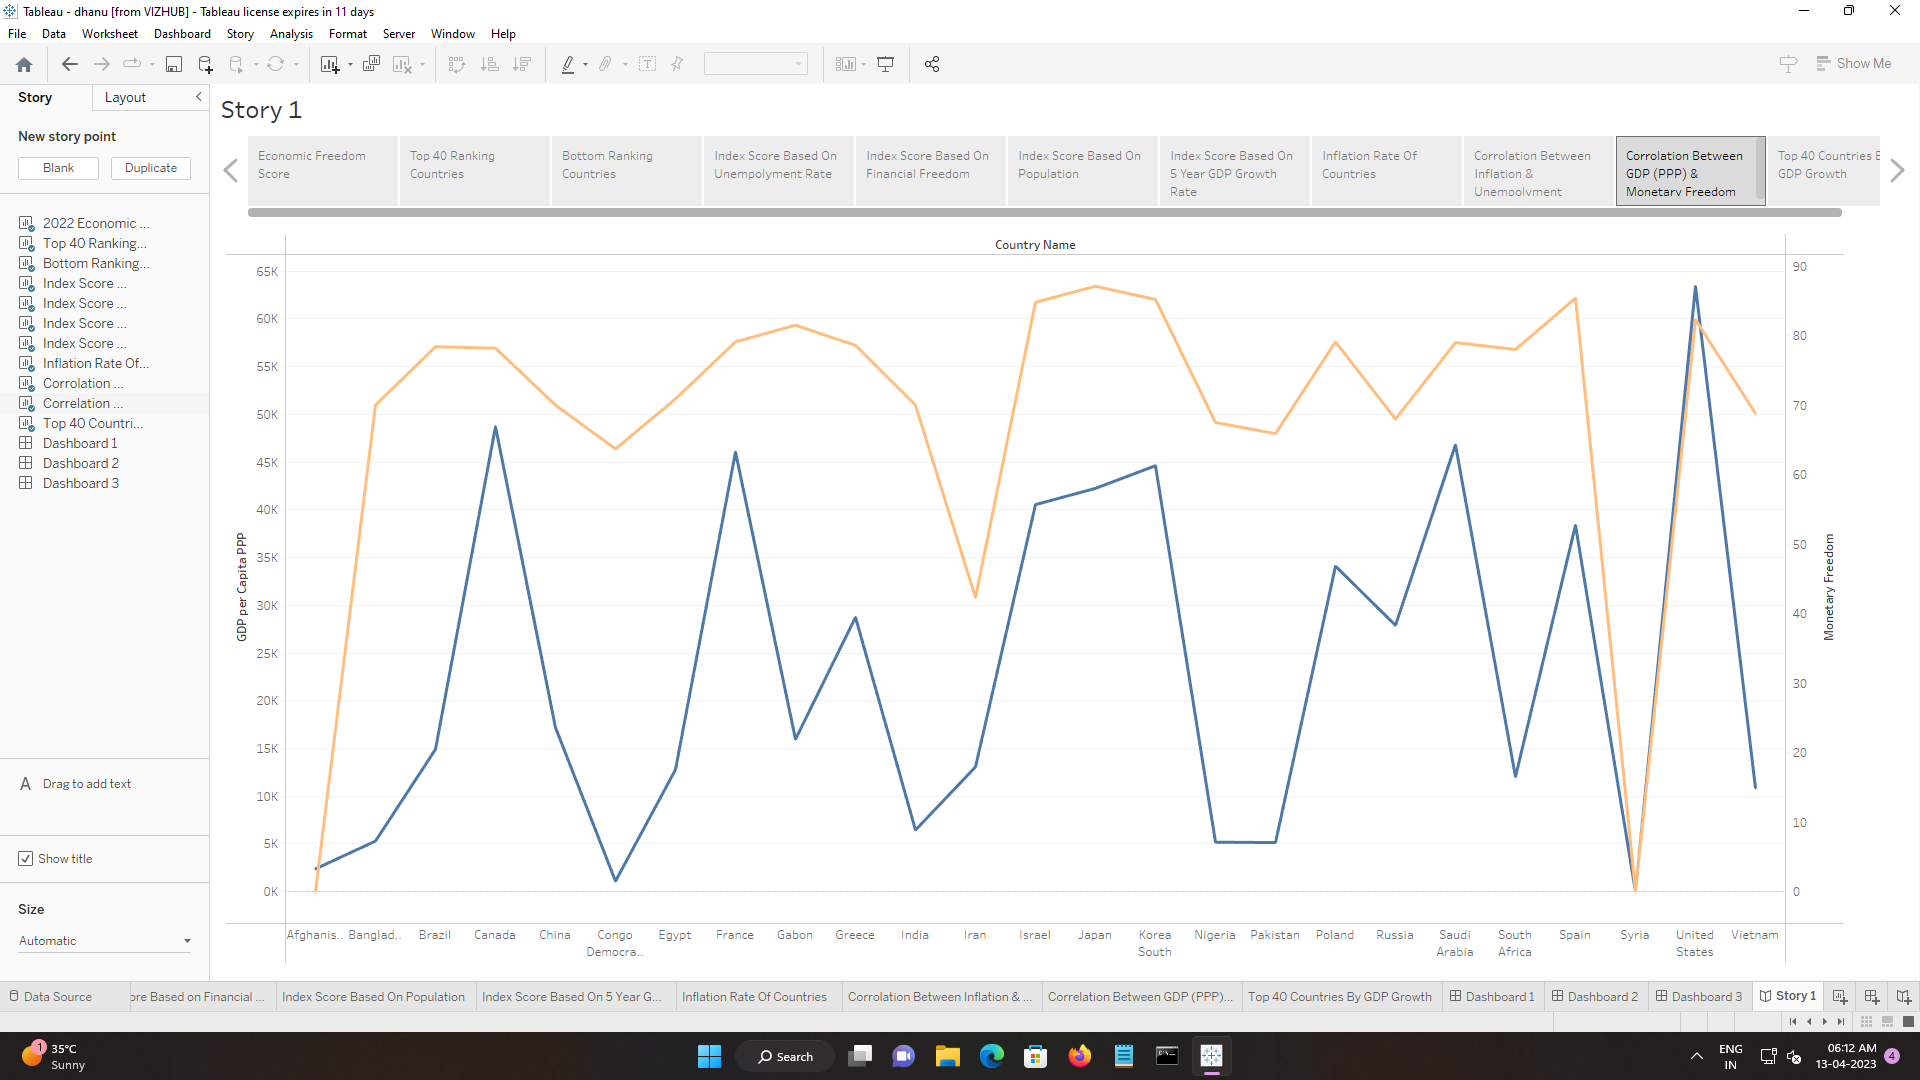 Tableau - dhanu [from VIZHUB] - Tableau license expires in 11 days
File Data Worksheet Dashboard Story Analysis Format Server Window Help
Show Me
Story Layout
New story point
Blank Duplicate
2022 Economic ...
Top 40 Ranking...
Bottom Ranking...
Index Score ...
Index Score ...
Index Score ...
Index Score ...
Inflation Rate Of...
Corrolation ...
Correlation ...
Top 40 Countri...
Dashboard 1
Dashboard 2
Dashboard 3
A Drag to add text
Show title
Size
Automatic
Story 1
Economic Freedom
Score
Top 40 Ranking
Countries
Bottom Ranking
Countries
Index Score Based On
Unempolyment Rate
Index Score Based On
Financial Freedom
Index Score Based On
Population
Index Score Based On
5 Year GDP Growth
Rate
Inflation Rate Of
Countries
Corrolation Between
Inflation &
Unempolyment
Corrolation Between
GDP (PPP) &
Monetary Freedom
Top 40 Countries
GDP Growth
Country Name
65K
60K
55K
50K
45K
40K
35K
30K
25K
20K
15K
10K
5K
0K
GDP per Capita PPP
90
80
70
60
50
40
30
20
10
0
Monetary Freedom
Afghanis.. Banglad.. Brazil Canada China Congo Egypt France Gabon Greece India Iran Israel Japan Korea Nigeria Pakistan Poland Russia Saudi South Spain Syria United Vietnam
Democra.. South Arabia Africa States
Data Source ore Based on Financial ... Index Score Based On Population Index Score Based On 5 Year G... Inflation Rate Of Countries Corrolation Between Inflation & ... Correlation Between GDP (PPP)... Top 40 Countries By GDP Growth Dashboard 1 Dashboard 2 Dashboard 3 Story 1
1 35°C
Sunny
Search
ENG
IN
06:12 AM
13-04-2023
4